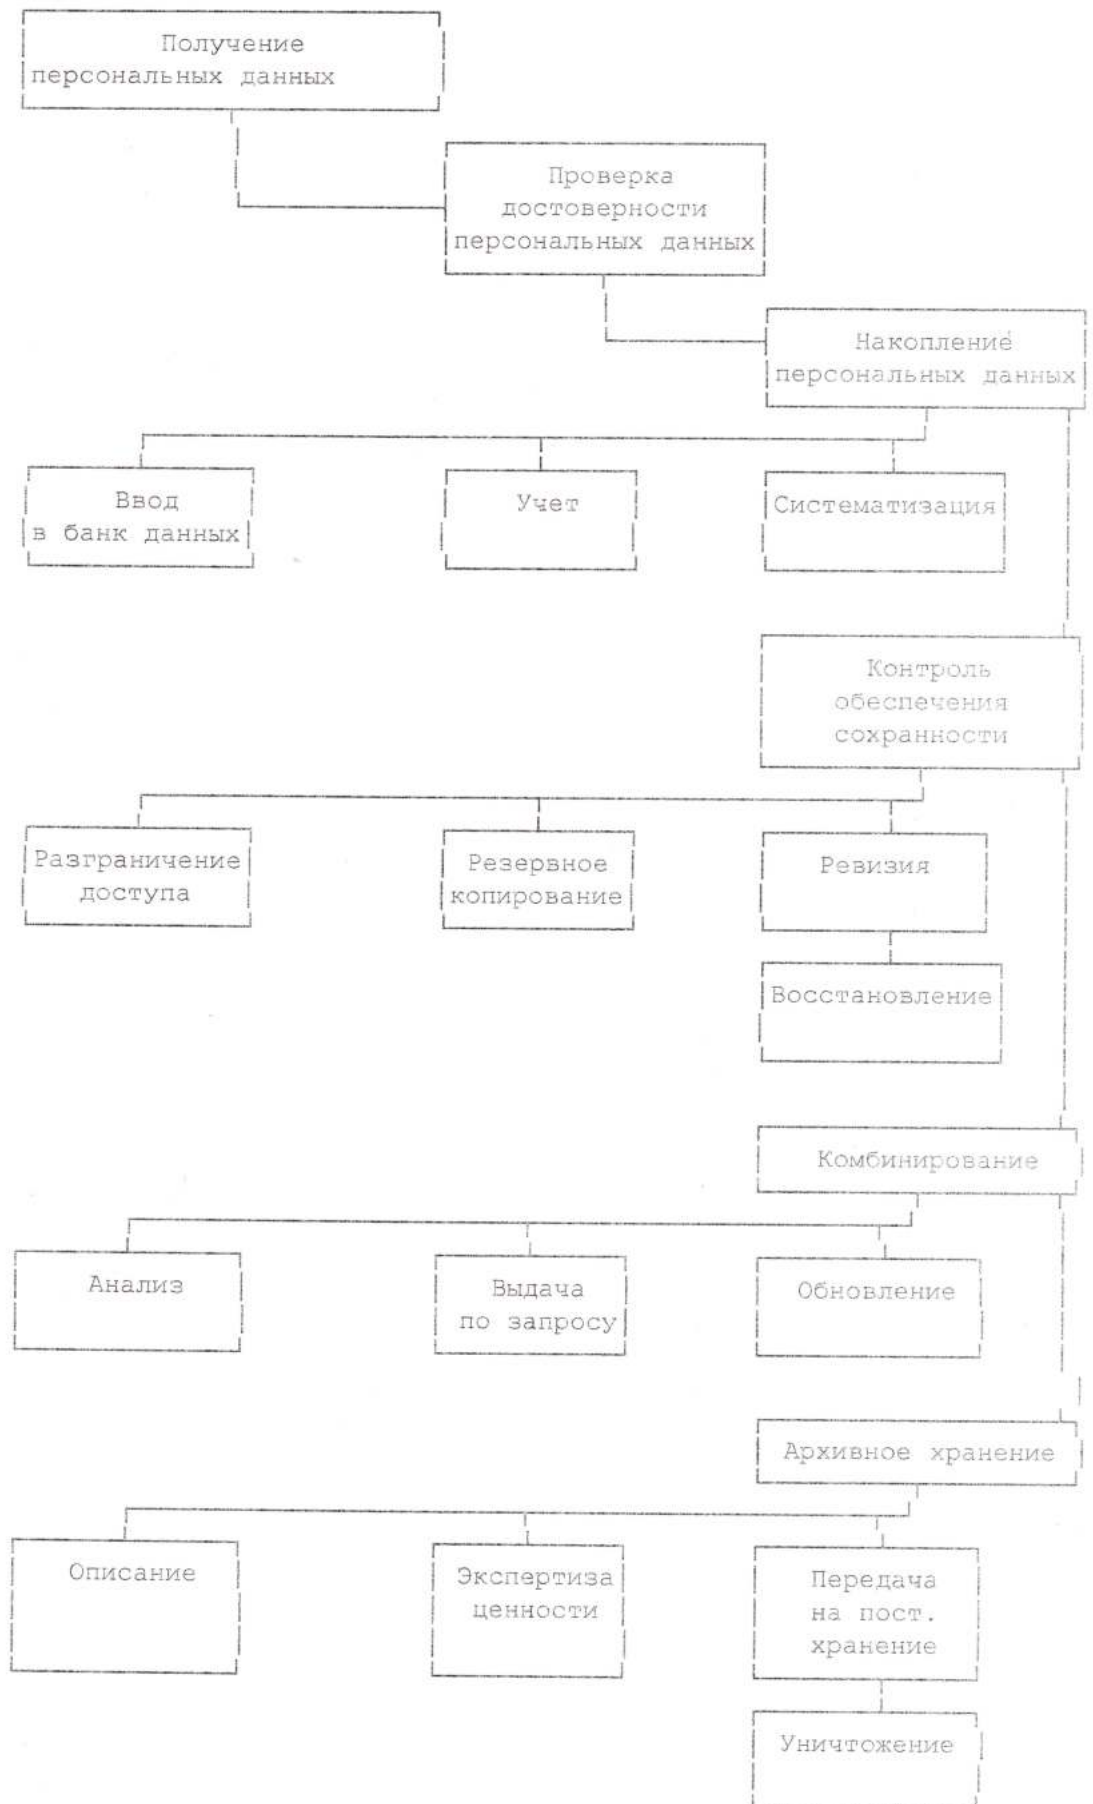 Получение
персональных данных
Проверка
достоверности
персональных данных
Накопление
персональных данных
Ввод
в банк данных
Учет
Систематизация
Контроль
обеспечения
сохранности
Разграничение
доступа
Резервное
копирование
Ревизия
Восстановление
Комбинирование
Анализ
Выдача
по запросу
Обновление
Архивное хранение
Описание
Экспертиза
ценности
Передача
на пост.
хранение
Уничтожение